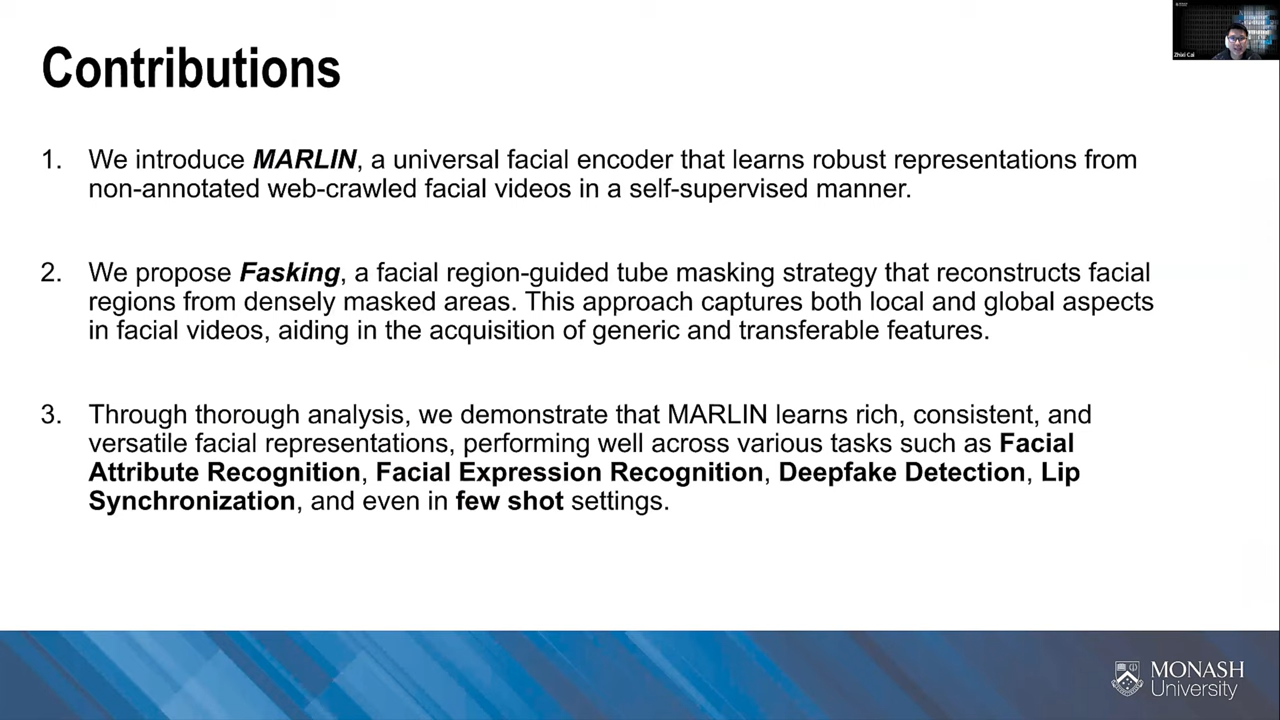 Contributions
Zhixi Cai
1. We introduce MARLIN, a universal facial encoder that learns robust representations from
non-annotated web-crawled facial videos in a self-supervised manner.
2. We propose Fasking, a facial region-guided tube masking strategy that reconstructs facial
regions from densely masked areas. This approach captures both local and global aspects
in facial videos, aiding in the acquisition of generic and transferable features.
3. Through thorough analysis, we demonstrate that MARLIN learns rich, consistent, and
versatile facial representations, performing well across various tasks such as Facial
Attribute Recognition, Facial Expression Recognition, Deepfake Detection, Lip
Synchronization, and even in few shot settings.
MONASH
University